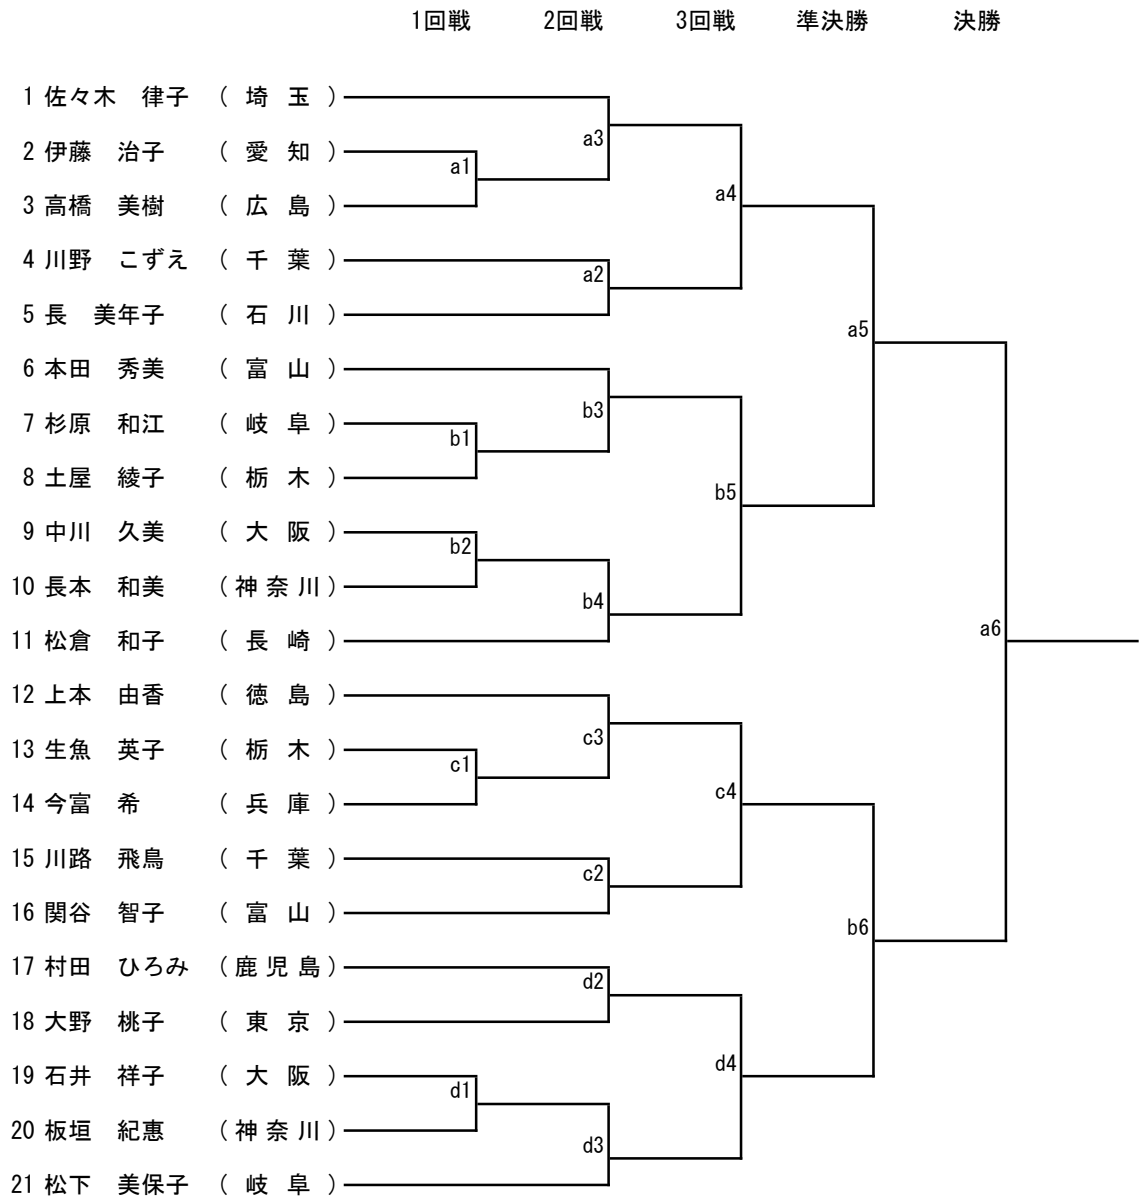 1回戦 2回戦 3回戦 準決勝 決勝
1 佐々木 律子 ( 埼 玉 )
a3
2 伊藤 治子 ( 愛 知 )
a1
a4
3 高橋 美樹 ( 広 島 )
4 川野 こずえ ( 千 葉 )
a2
5 長 美年子 ( 石 川 )
a5
6 本田 秀美 ( 富 山 )
b3
7 杉原 和江 ( 岐 阜 )
b1
8 土屋 綾子 ( 栃 木 )
b5
9 中川 久美 ( 大 阪 )
b2
10 長本 和美 ( 神 奈 川 )
b4
11 松倉 和子 ( 長 崎 )
a6
12 上本 由香 ( 徳 島 )
c3
13 生魚 英子 ( 栃 木 )
c1
14 今富 希 ( 兵 庫 )
c4
15 川路 飛鳥 ( 千 葉 )
c2
16 関谷 智子 ( 富 山 )
b6
17 村田 ひろみ ( 鹿 児 島 )
d2
18 大野 桃子 ( 東 京 )
d4
19 石井 祥子 ( 大 阪 )
d1
20 板垣 紀惠 ( 神 奈 川 )
d3
21 松下 美保子 ( 岐 阜 )